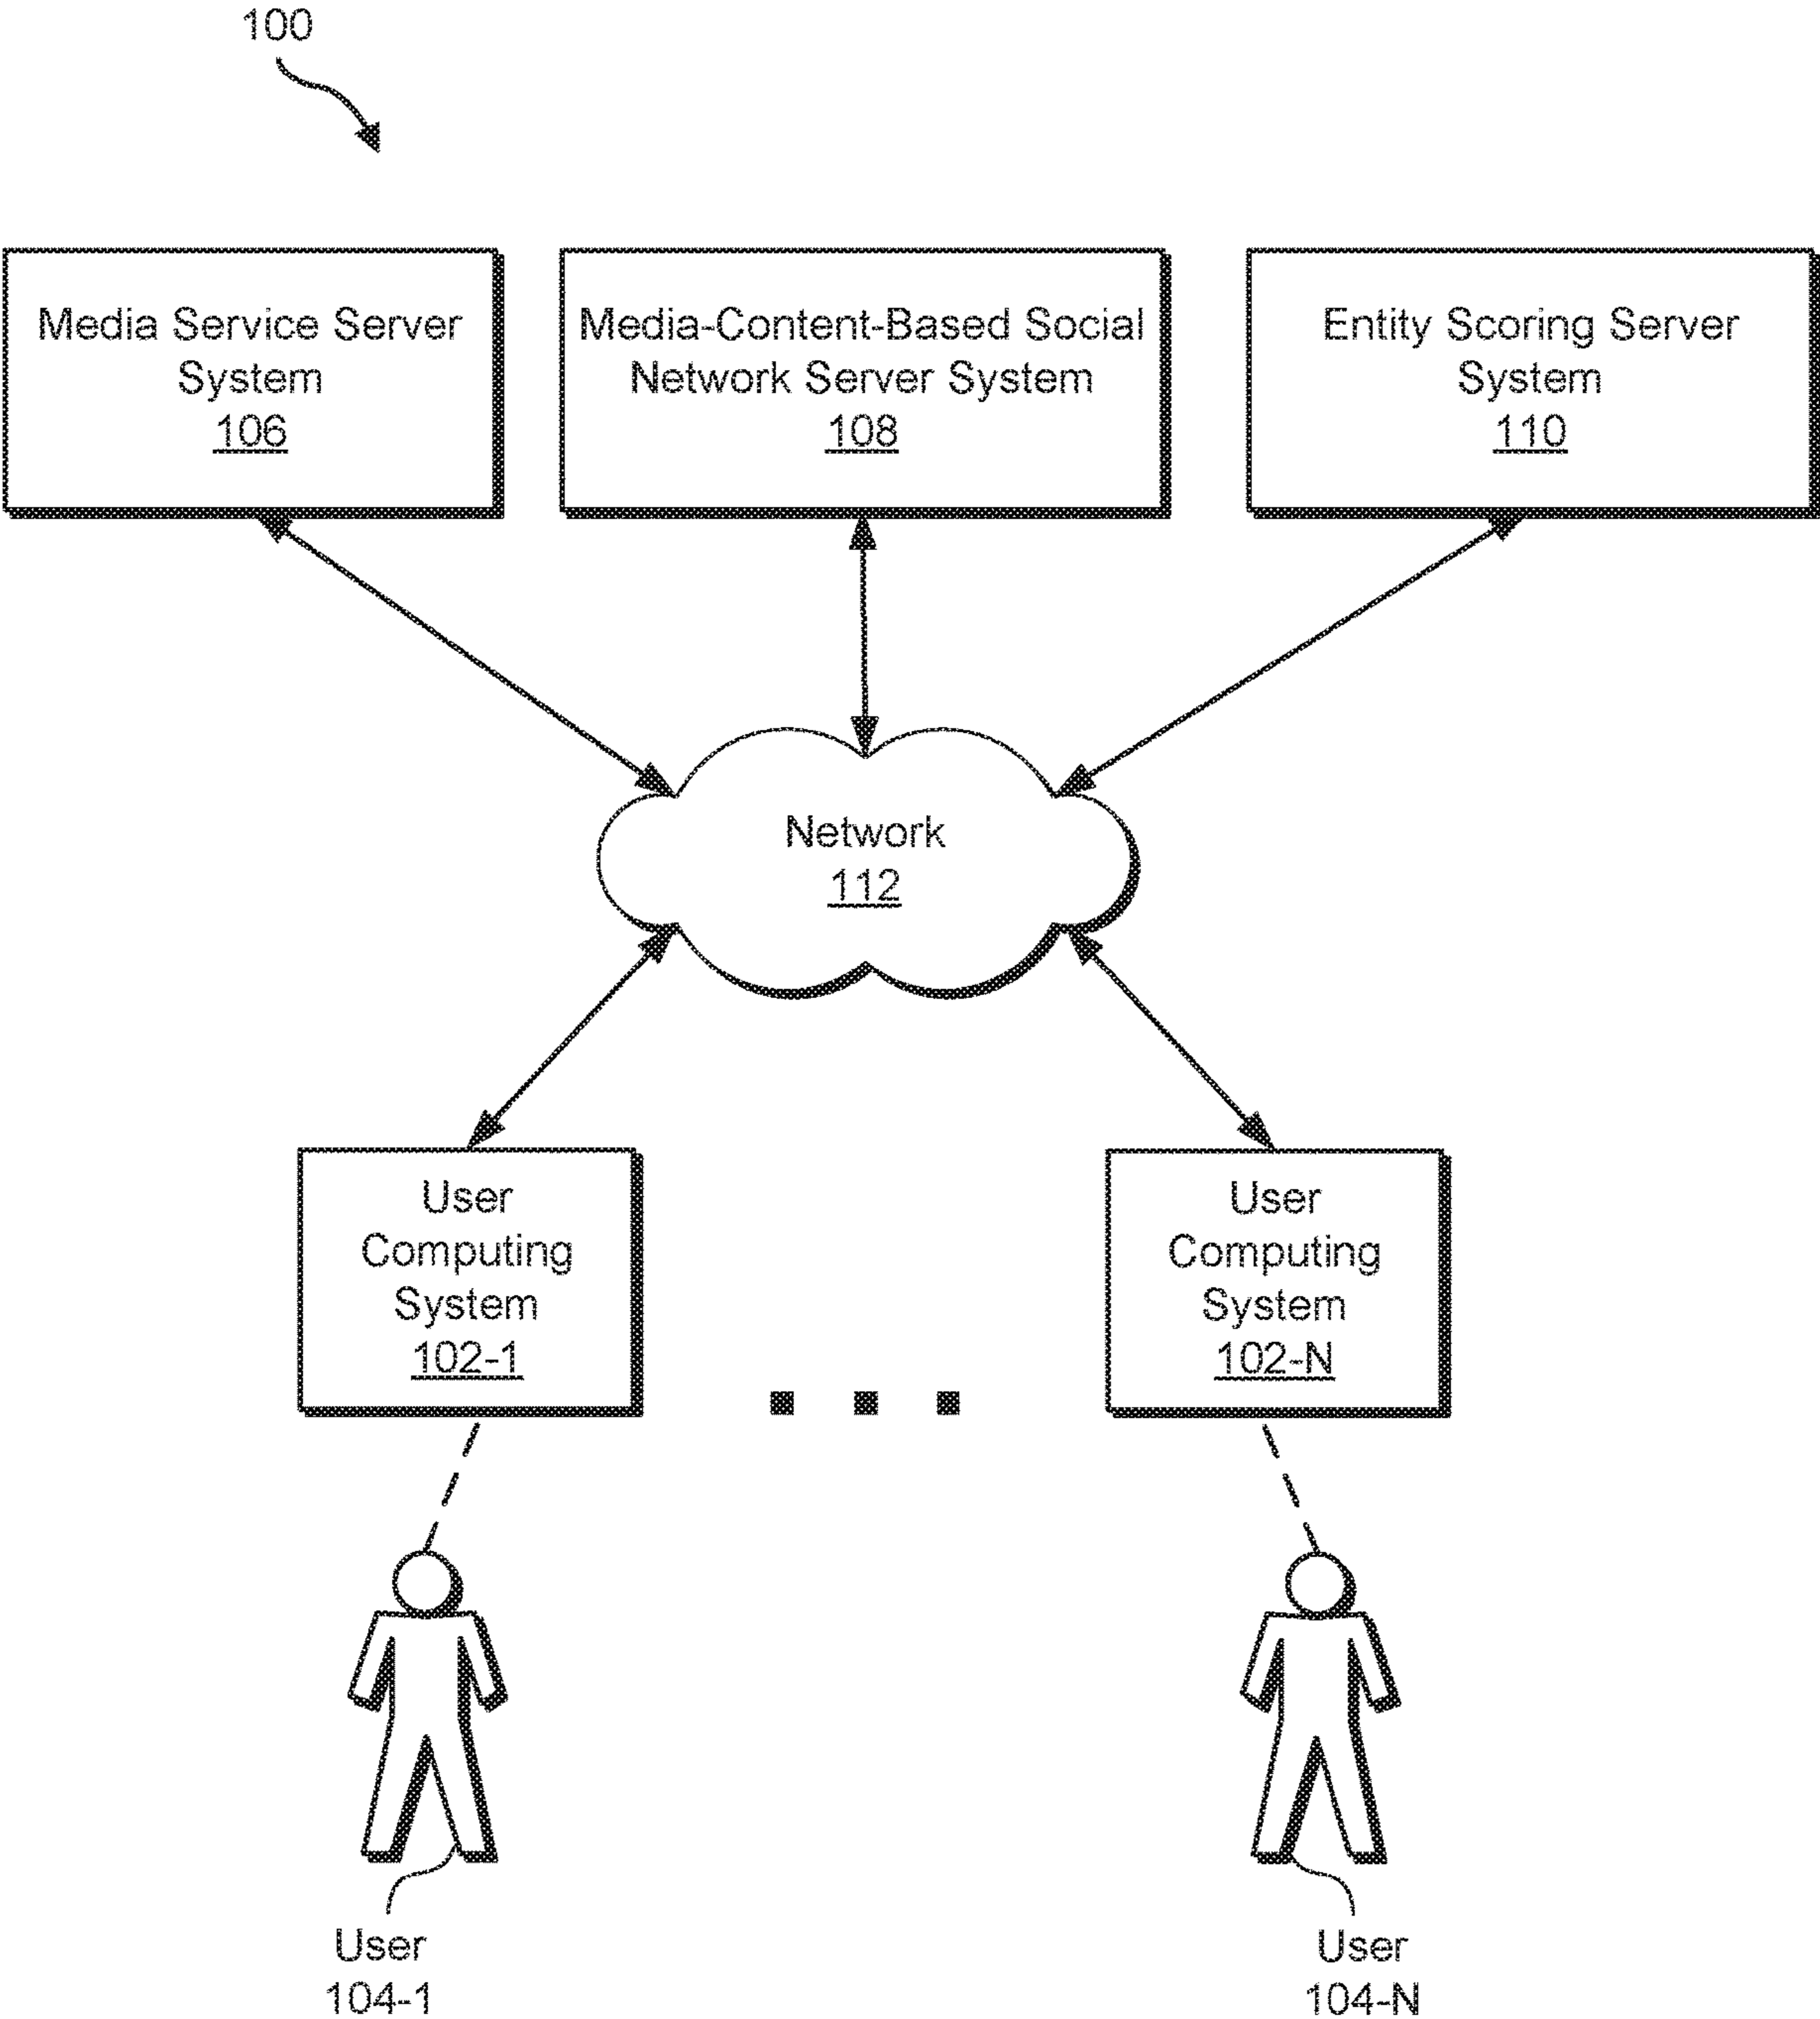 100
Media Service Server
System
106
Media-Content-Based Social
Network Server System
108
Entity Scoring Server
System
110
Network
112
User
Computing
System
102-1
User
Computing
System
102-N
User
104-1
User
104-N